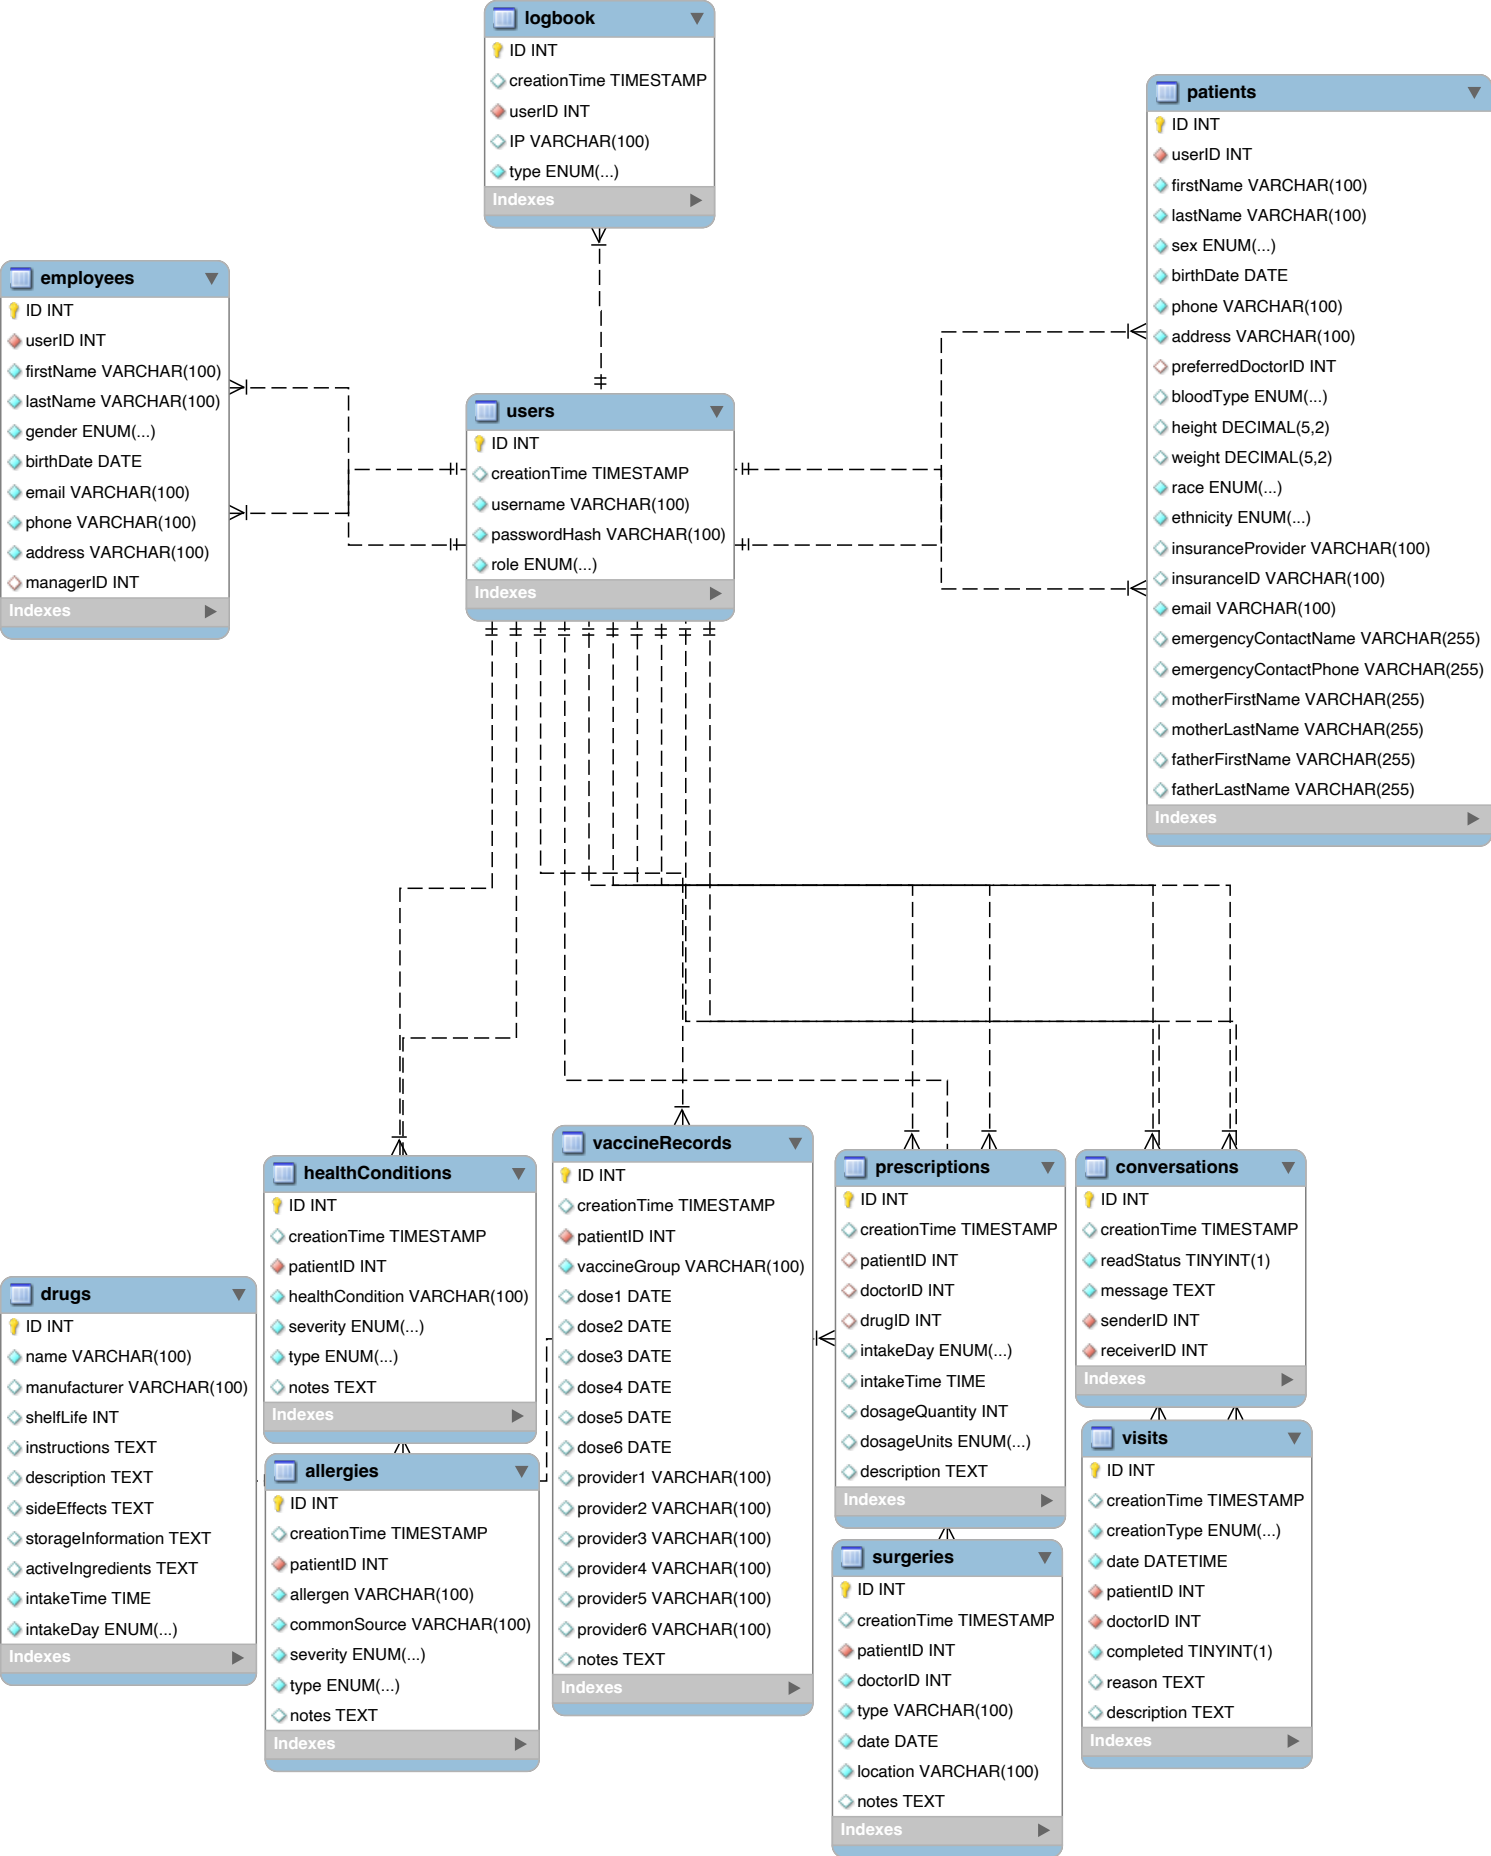 logbook
ID INT
creationTime TIMESTAMP
userID INT
IP VARCHAR(100)
type ENUM(...)
Indexes
patients
ID INT
userID INT
firstName VARCHAR(100)
lastName VARCHAR(100)
sex ENUM(...)
birthDate DATE
phone VARCHAR(100)
address VARCHAR(100)
preferredDoctorID INT
bloodType ENUM(...)
height DECIMAL(5,2)
weight DECIMAL(5,2)
race ENUM(...)
ethnicity ENUM(...)
insuranceProvider VARCHAR(100)
insuranceID VARCHAR(100)
email VARCHAR(100)
emergencyContactName VARCHAR(255)
emergencyContactPhone VARCHAR(255)
motherFirstName VARCHAR(255)
motherLastName VARCHAR(255)
fatherFirstName VARCHAR(255)
fatherLastName VARCHAR(255)
Indexes
employees
ID INT
userID INT
firstName VARCHAR(100)
lastName VARCHAR(100)
gender ENUM(...)
birthDate DATE
email VARCHAR(100)
phone VARCHAR(100)
address VARCHAR(100)
managerID INT
Indexes
users
ID INT
creationTime TIMESTAMP
username VARCHAR(100)
passwordHash VARCHAR(100)
role ENUM(...)
Indexes
healthConditions
ID INT
creationTime TIMESTAMP
patientID INT
healthCondition VARCHAR(100)
severity ENUM(...)
type ENUM(...)
notes TEXT
Indexes
vaccineRecords
ID INT
creationTime TIMESTAMP
patientID INT
vaccineGroup VARCHAR(100)
dose1 DATE
dose2 DATE
dose3 DATE
dose4 DATE
dose5 DATE
dose6 DATE
provider1 VARCHAR(100)
provider2 VARCHAR(100)
provider3 VARCHAR(100)
provider4 VARCHAR(100)
provider5 VARCHAR(100)
provider6 VARCHAR(100)
notes TEXT
Indexes
prescriptions
ID INT
creationTime TIMESTAMP
patientID INT
doctorID INT
drugID INT
intakeDay ENUM(...)
intakeTime TIME
dosageQuantity INT
dosageUnits ENUM(...)
description TEXT
Indexes
conversations
ID INT
creationTime TIMESTAMP
readStatus TINYINT(1)
message TEXT
senderID INT
receiverID INT
Indexes
drugs
ID INT
name VARCHAR(100)
manufacturer VARCHAR(100)
shelfLife INT
instructions TEXT
description TEXT
sideEffects TEXT
storageInformation TEXT
activeIngredients TEXT
intakeTime TIME
intakeDay ENUM(...)
Indexes
allergies
ID INT
creationTime TIMESTAMP
patientID INT
allergen VARCHAR(100)
commonSource VARCHAR(100)
severity ENUM(...)
type ENUM(...)
notes TEXT
Indexes
surgeries
ID INT
creationTime TIMESTAMP
patientID INT
doctorID INT
type VARCHAR(100)
date DATE
location VARCHAR(100)
notes TEXT
Indexes
visits
ID INT
creationTime TIMESTAMP
creationType ENUM(...)
date DATETIME
patientID INT
doctorID INT
completed TINYINT(1)
reason TEXT
description TEXT
Indexes